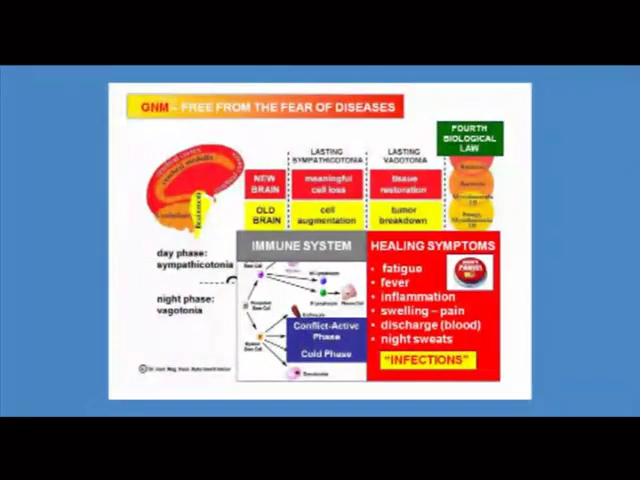 GNM – FREE FROM THE FEAR OF DISEASES
FOURTH
BIOLOGICAL
LAW
LASTING
SYMPATHICOTONIA
LASTING
VAGOTONIA
NEW
BRAIN
meaningful
cell loss
tissue
restoration
OLD
BRAIN
cell
augmentation
tumor
breakdown
cerebral medulla
day phase:
sympathicotonia
night phase:
vagotonia
IMMUNE SYSTEM
Conflict-Active
Phase
Cold Phase
HEALING SYMPTOMS
• fatigue
• fever
• inflammation
• swelling – pain
• discharge (blood)
• night sweats
"INFECTIONS"